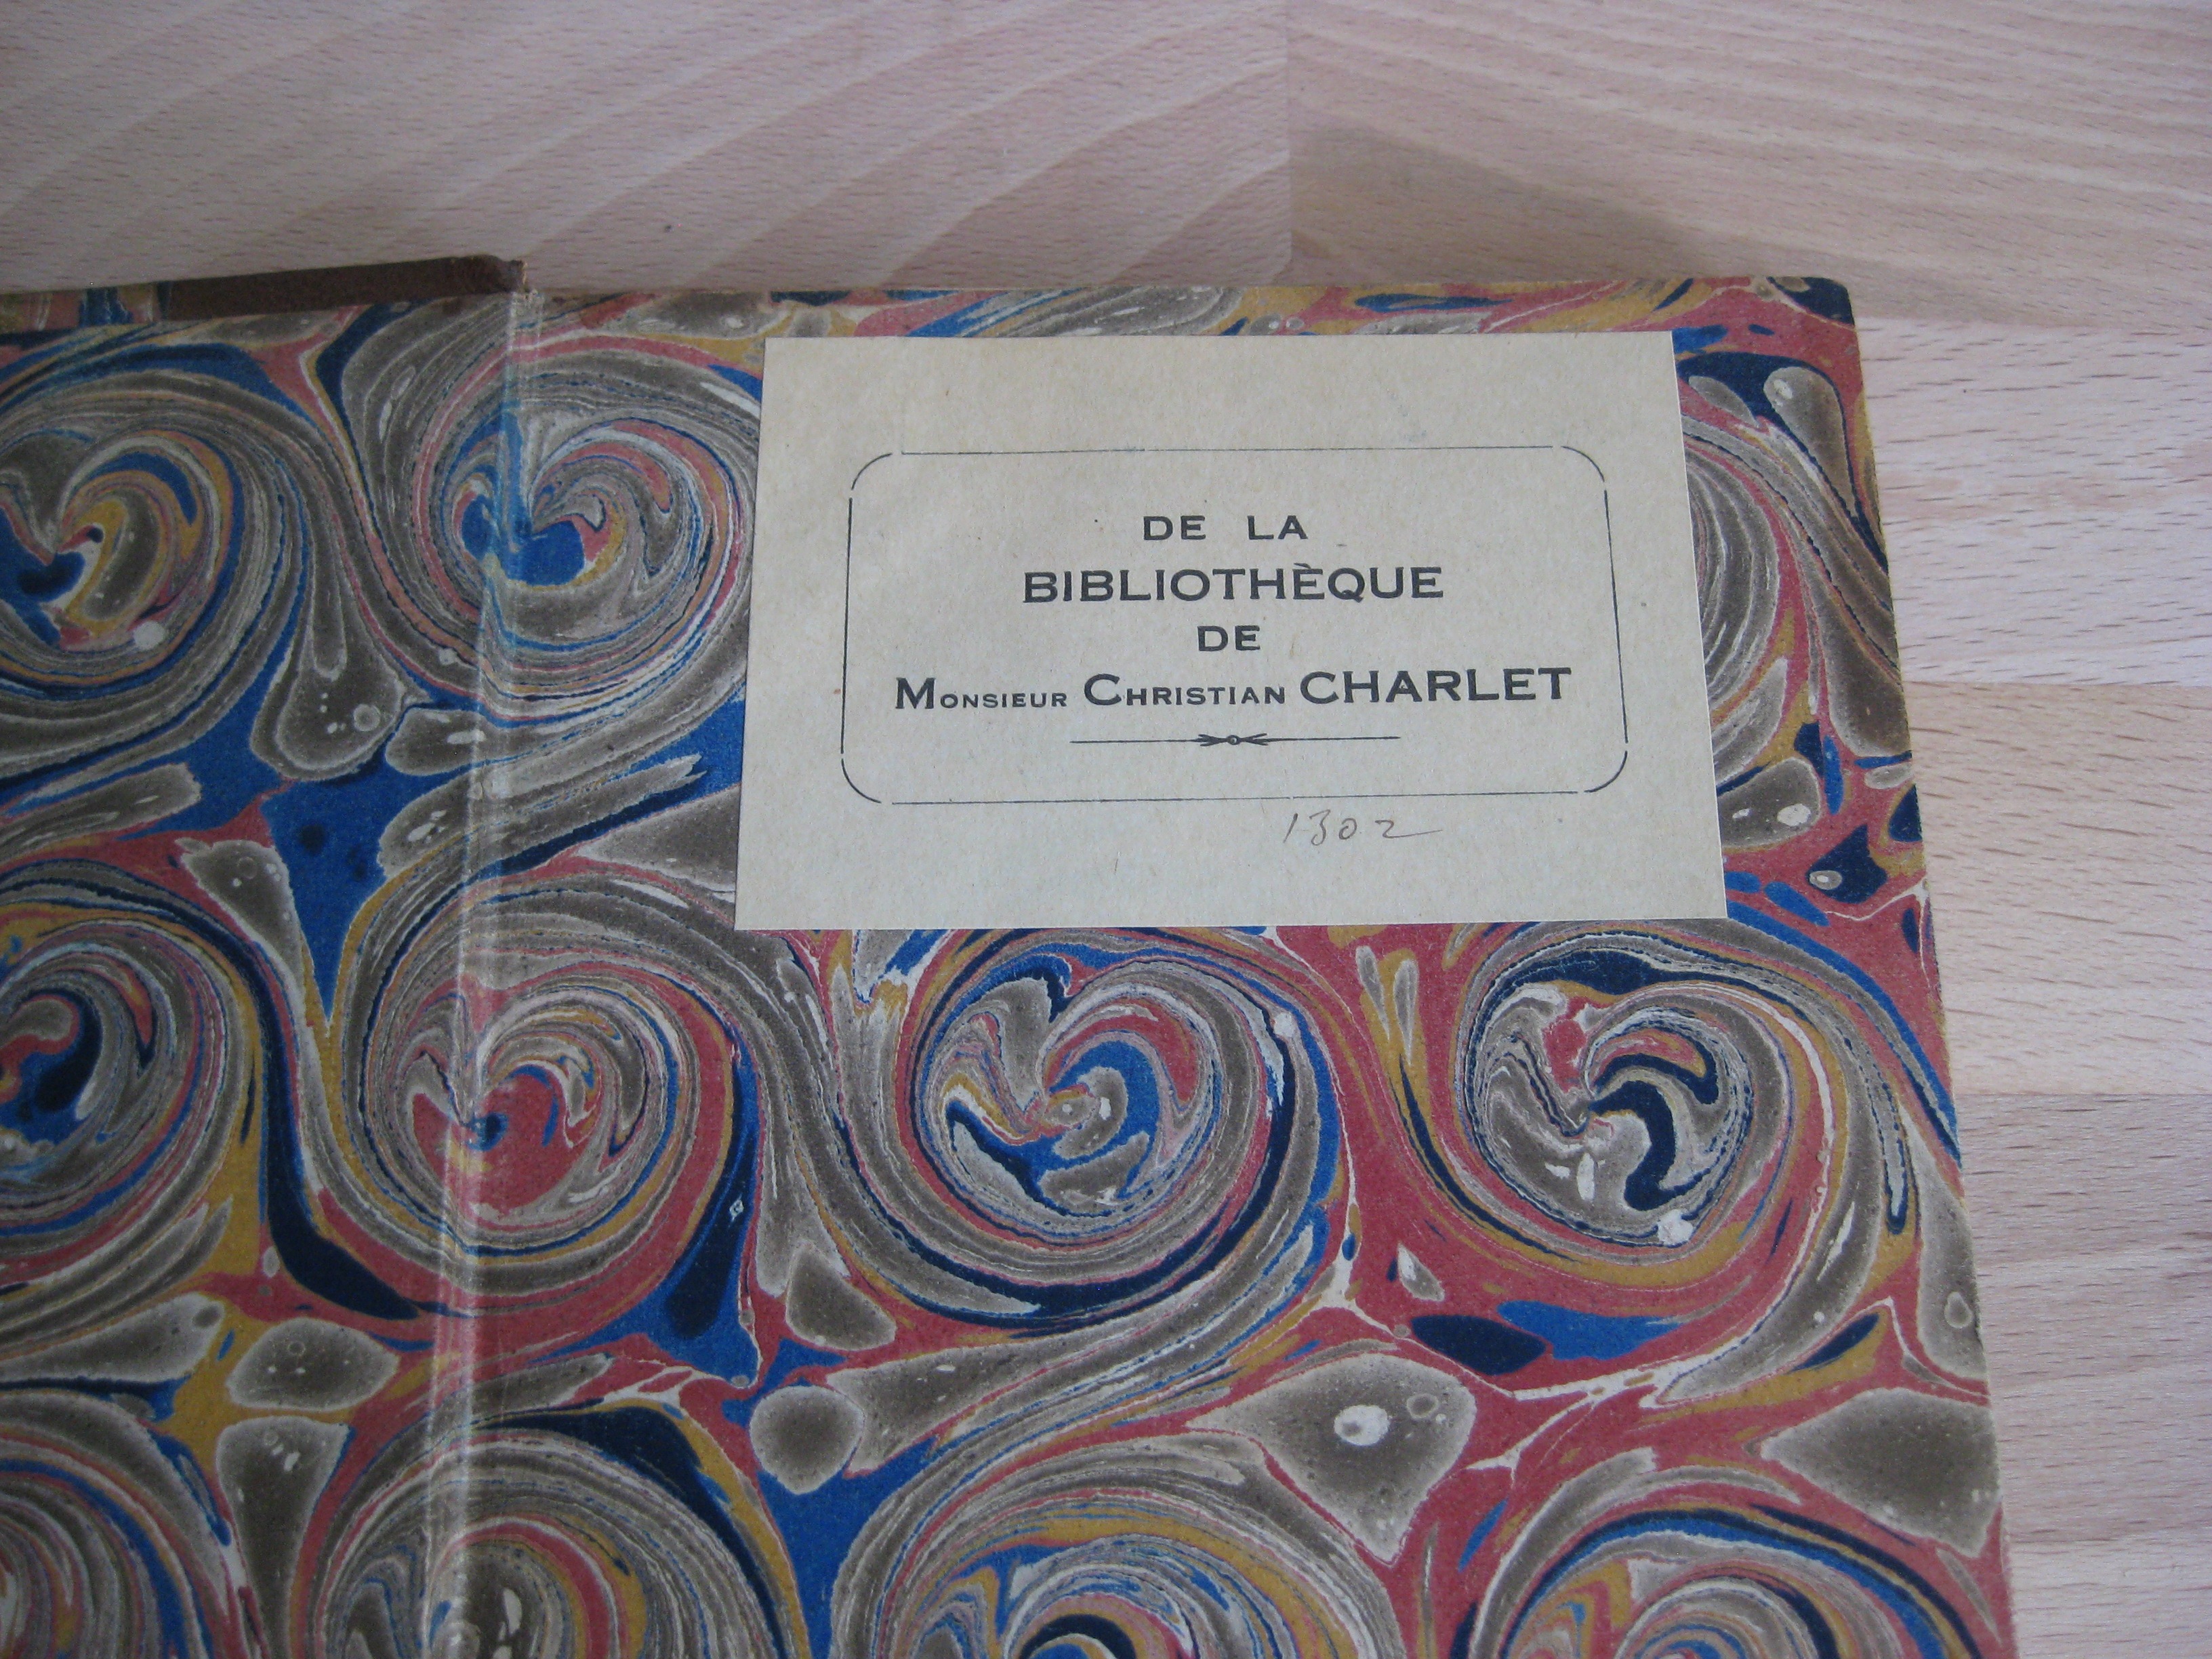 DE LA
BIBLIOTHÈQUE
DE
MONSIEUR CHRISTIAN CHARLET
1302